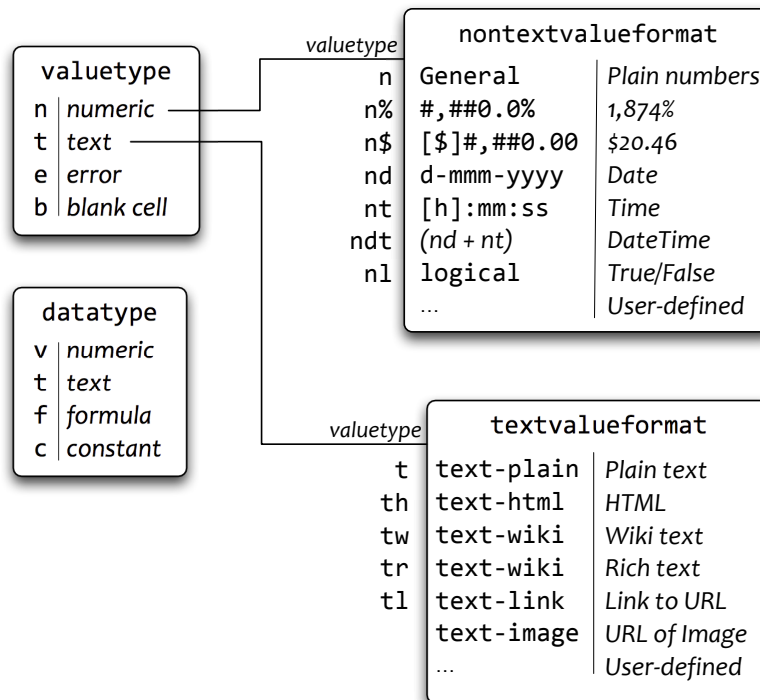 valuetype
n numeric
t text
e error
b blank cell
datatype
v numeric
t text
f formula
c constant
valuetype nontextvalueformat
n General Plain numbers
n% #,##0.0% 1,874%
n$ [$]#,##0.00 $20.46
nd d-mmm-yyyy Date
nt [h]:mm:ss Time
ndt (nd + nt) DateTime
nl logical True/False
... User-defined
valuetype textvalueformat
t text-plain Plain text
th text-html HTML
tw text-wiki Wiki text
tr text-wiki Rich text
tl text-link Link to URL
text-image URL of Image
... User-defined